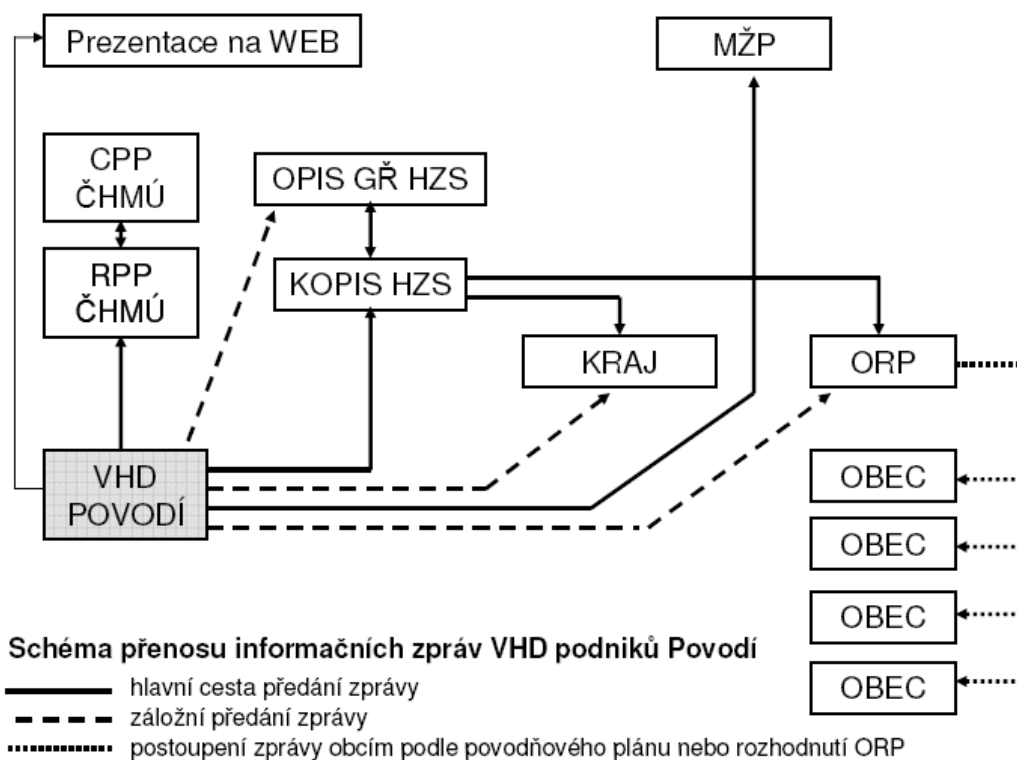 Prezentace na WEB
MŽP
CPP
ČHMÚ
OPIS GŘ HZS
RPP
ČHMÚ
KOPIS HZS
KRAJ
ORP
VHD
POVODÍ
OBEC
OBEC
OBEC
OBEC
Schéma přenosu informačních zpráv VHD podniků Povodí
hlavní cesta předání zprávy
záložní předání zprávy
postoupení zprávy obcím podle povodňového plánu nebo rozhodnutí ORP